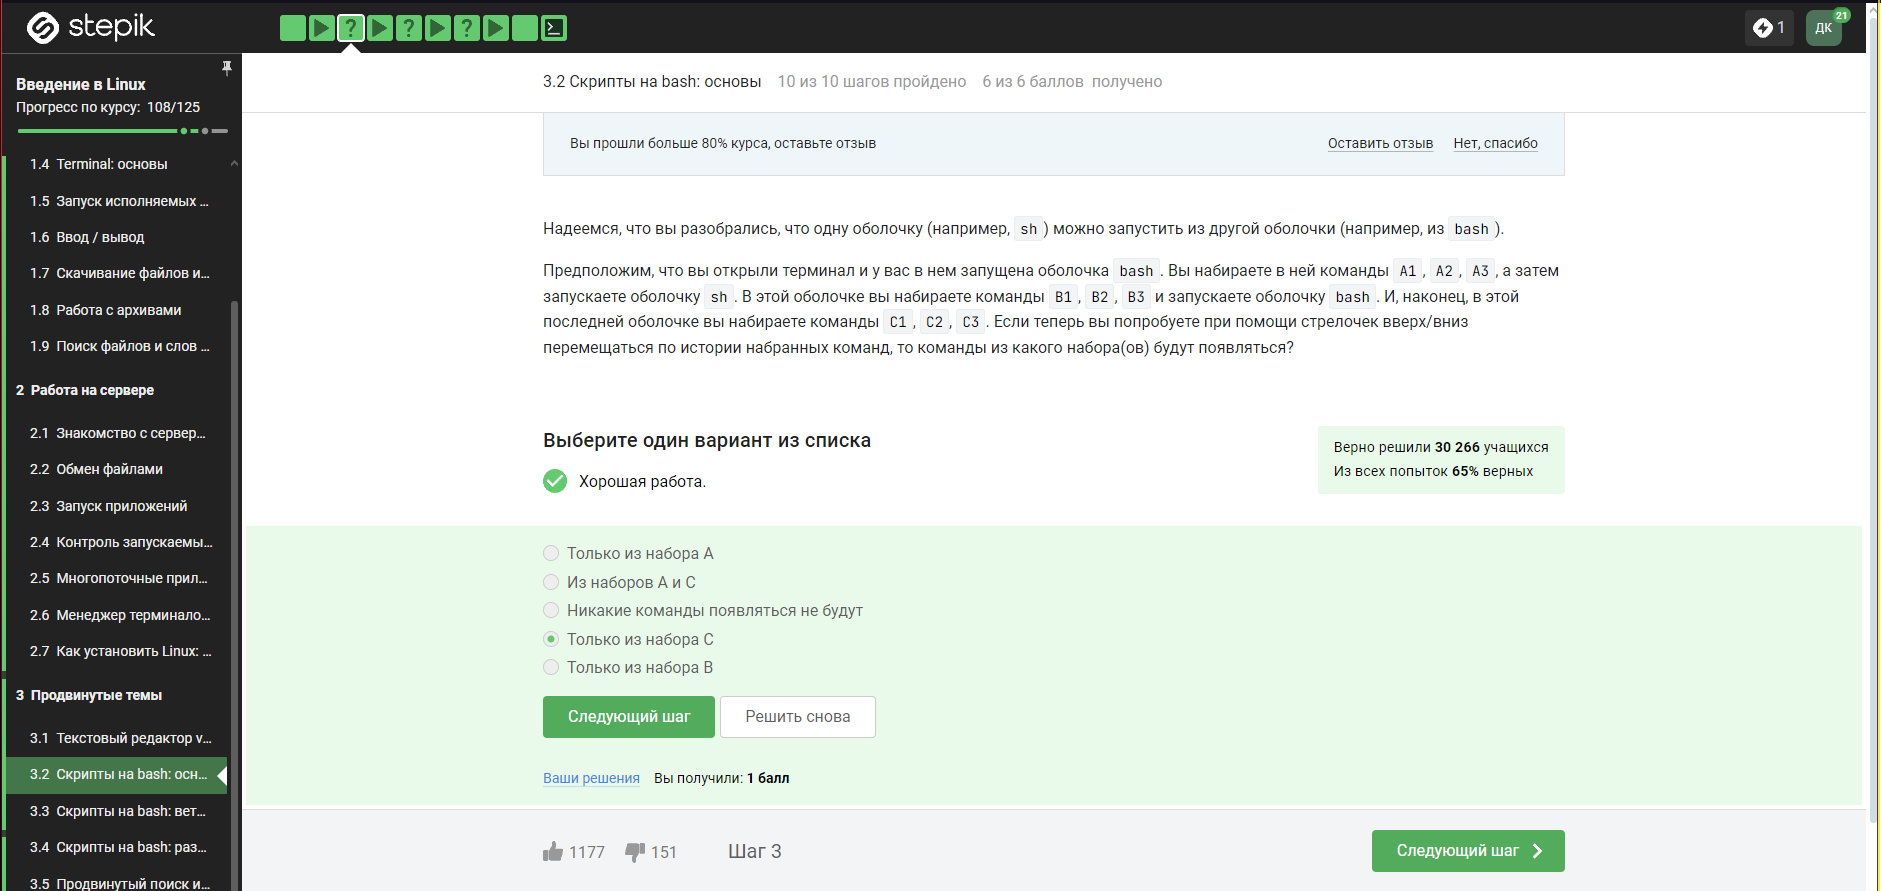 stepik
1
ДК
21
Введение в Linux
Прогресс по курсу: 108/125
1.4 Terminal: основы
1.5 Запуск исполняемых ...
1.6 Ввод / вывод
1.7 Скачивание файлов и...
1.8 Работа с архивами
1.9 Поиск файлов и слов ...
2 Работа на сервере
2.1 Знакомство с сервер...
2.2 Обмен файлами
2.3 Запуск приложений
2.4 Контроль запускаемы...
2.5 Многопоточные прил...
2.6 Менеджер терминало...
2.7 Как установить Linux: ...
3 Продвинутые темы
3.1 Текстовый редактор v...
3.2 Скрипты на bash: осн...
3.3 Скрипты на bash: вет...
3.4 Скрипты на bash: раз...
3.5 Продвинутый поиск и...
3.2 Скрипты на bash: основы 10 из 10 шагов пройдено 6 из 6 баллов получено
Вы прошли больше 80% курса, оставьте отзыв Оставить отзыв Нет, спасибо
Надеемся, что вы разобрались, что одну оболочку (например, sh) можно запустить из другой оболочки (например, из bash).
Предположим, что вы открыли терминал и у вас в нем запущена оболочка bash. Вы набираете в ней команды A1, A2, A3, а затем
запускаете оболочку sh. В этой оболочке вы набираете команды B1, B2, B3 и запускаете оболочку bash. И, наконец, в этой
последней оболочке вы набираете команды C1, C2, C3. Если теперь вы попробуете при помощи стрелочек вверх/вниз
перемещаться по истории набранных команд, то команды из какого набора(ов) будут появляться?
Выберите один вариант из списка
Хорошая работа.
Верно решили 30 266 учащихся
Из всех попыток 65% верных
Только из набора A
Из наборов A и C
Никакие команды появляться не будут
Только из набора C
Только из набора B
Следующий шаг Решить снова
Ваши решения Вы получили: 1 балл
1177 151 Шаг 3 Следующий шаг